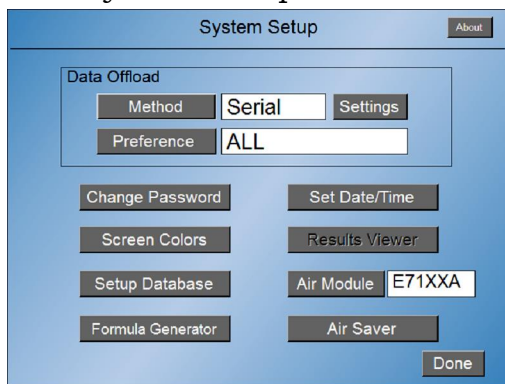 System Setup About
Data Offload
Method Serial Settings
Preference ALL
Change Password Set Date/Time
Screen Colors Results Viewer
Setup Database Air Module E71XXA
Formula Generator Air Saver
Done